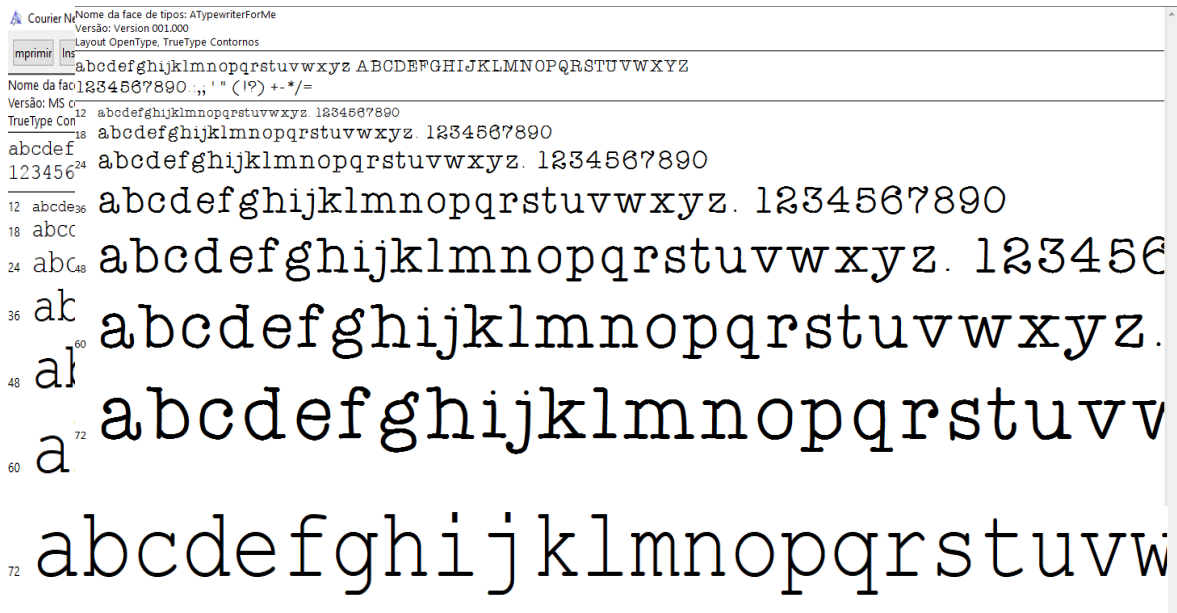 Courier Ne
mprimir Ins
Nome da fac
Versão: MS co
TrueType Con
abcdef
123456
12 abcde
18 abcc
24 abc
36 ab
48 ab
60 a
72 abcdefghijklmnopqrstuvw
Nome da face de tipos: ATypewriterForMe
Versão: Version 001.000
Layout OpenType, TrueType Contornos
abcdefghijklmnopqrstuvwxyz ABCDEFGHIJKLMNOPQRSTUVWXYZ
1234567890.:,; ' " (!?) +-*/=
12 abcdefghijklmnopqrstuvwxyz. 1234567890
18 abcdefghijklmnopqrstuvwxyz. 1234567890
24 abcdefghijklmnopqrstuvwxyz. 1234567890
36 abcdefghijklmnopqrstuvwxyz. 1234567890
48 abcdefghijklmnopqrstuvwxyz. 123456
60 abcdefghijklmnopqrstuvwxyz.
72 abcdefghijklmnopqrstuvv